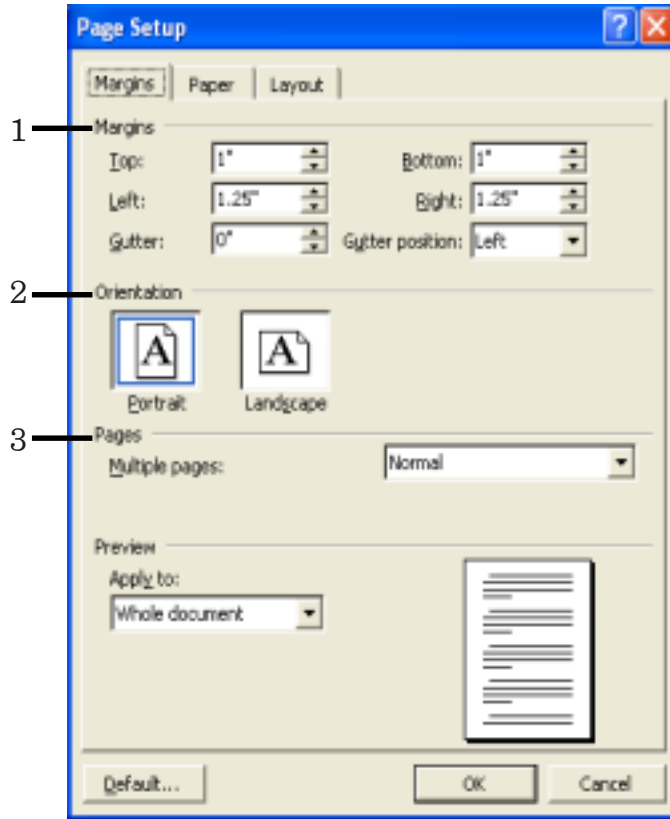 Page Setup
Margins Paper Layout
1 Margins
Top: 1" Bottom: 1"
Left: 1.25" Right: 1.25"
Gutter: 0" Gutter position: Left
2 Orientation
A A
Portrait Landscape
3 Pages
Multiple pages: Normal
Preview
Apply to:
Whole document
Default... OK Cancel